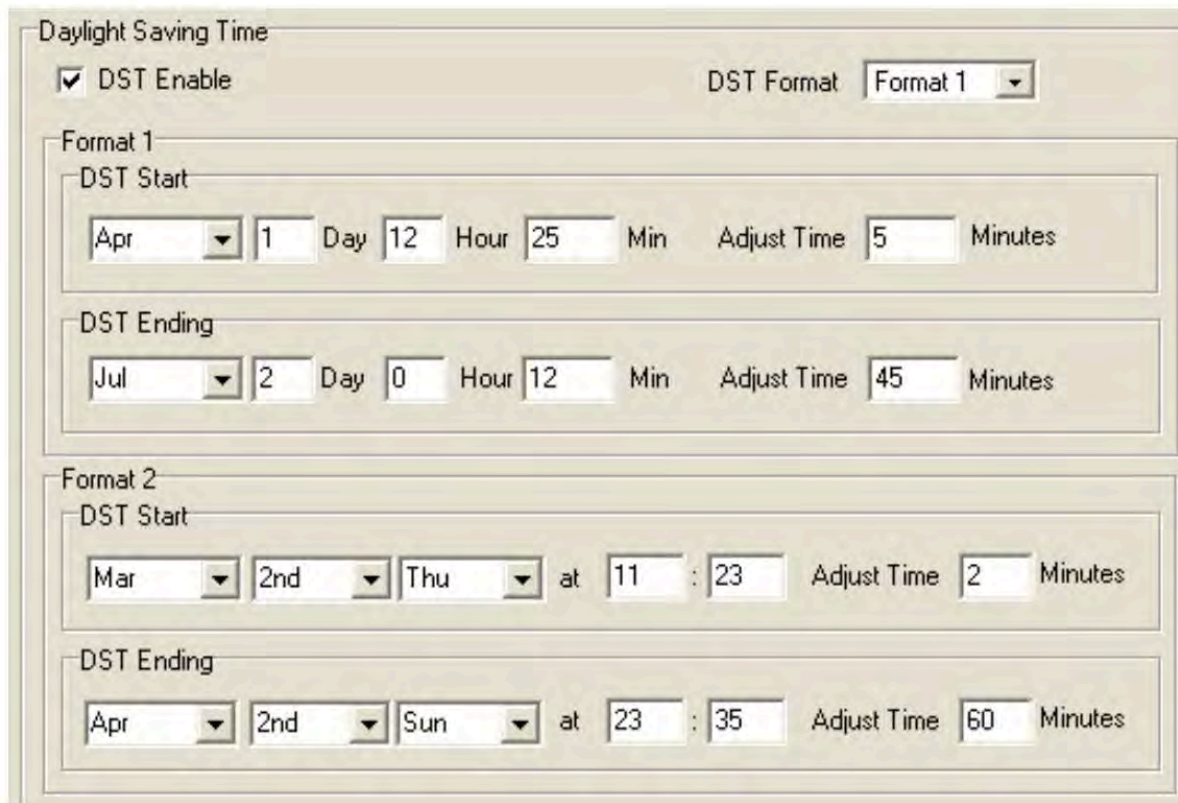 Daylight Saving Time
DST Enable DST Format Format 1
Format 1
DST Start
Apr 1 Day 12 Hour 25 Min Adjust Time 5 Minutes
DST Ending
Jul 2 Day 0 Hour 12 Min Adjust Time 45 Minutes
Format 2
DST Start
Mar 2nd Thu at 11 : 23 Adjust Time 2 Minutes
DST Ending
Apr 2nd Sun at 23 : 35 Adjust Time 60 Minutes